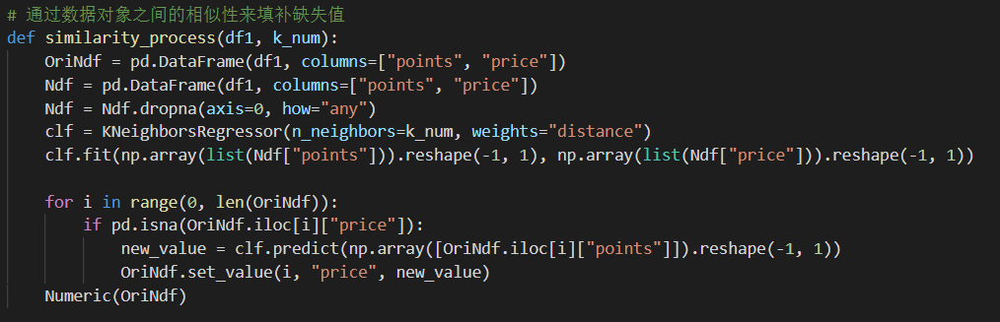 # 通过数据对象之间的相似性来填补缺失值
def similarity_process(df1, k_num):
    OriNdf = pd.DataFrame(df1, columns=["points", "price"])
    Ndf = pd.DataFrame(df1, columns=["points", "price"])
    Ndf = Ndf.dropna(axis=0, how="any")
    clf = KNeighborsRegressor(n_neighbors=k_num, weights="distance")
    clf.fit(np.array(list(Ndf["points"])).reshape(-1, 1), np.array(list(Ndf["price"])).reshape(-1, 1))
    for i in range(0, len(OriNdf)):
        if pd.isna(OriNdf.iloc[i]["price"]):
            new_value = clf.predict(np.array([OriNdf.iloc[i]["points"]]).reshape(-1, 1))
            OriNdf.set_value(i, "price", new_value)
    Numeric(OriNdf)